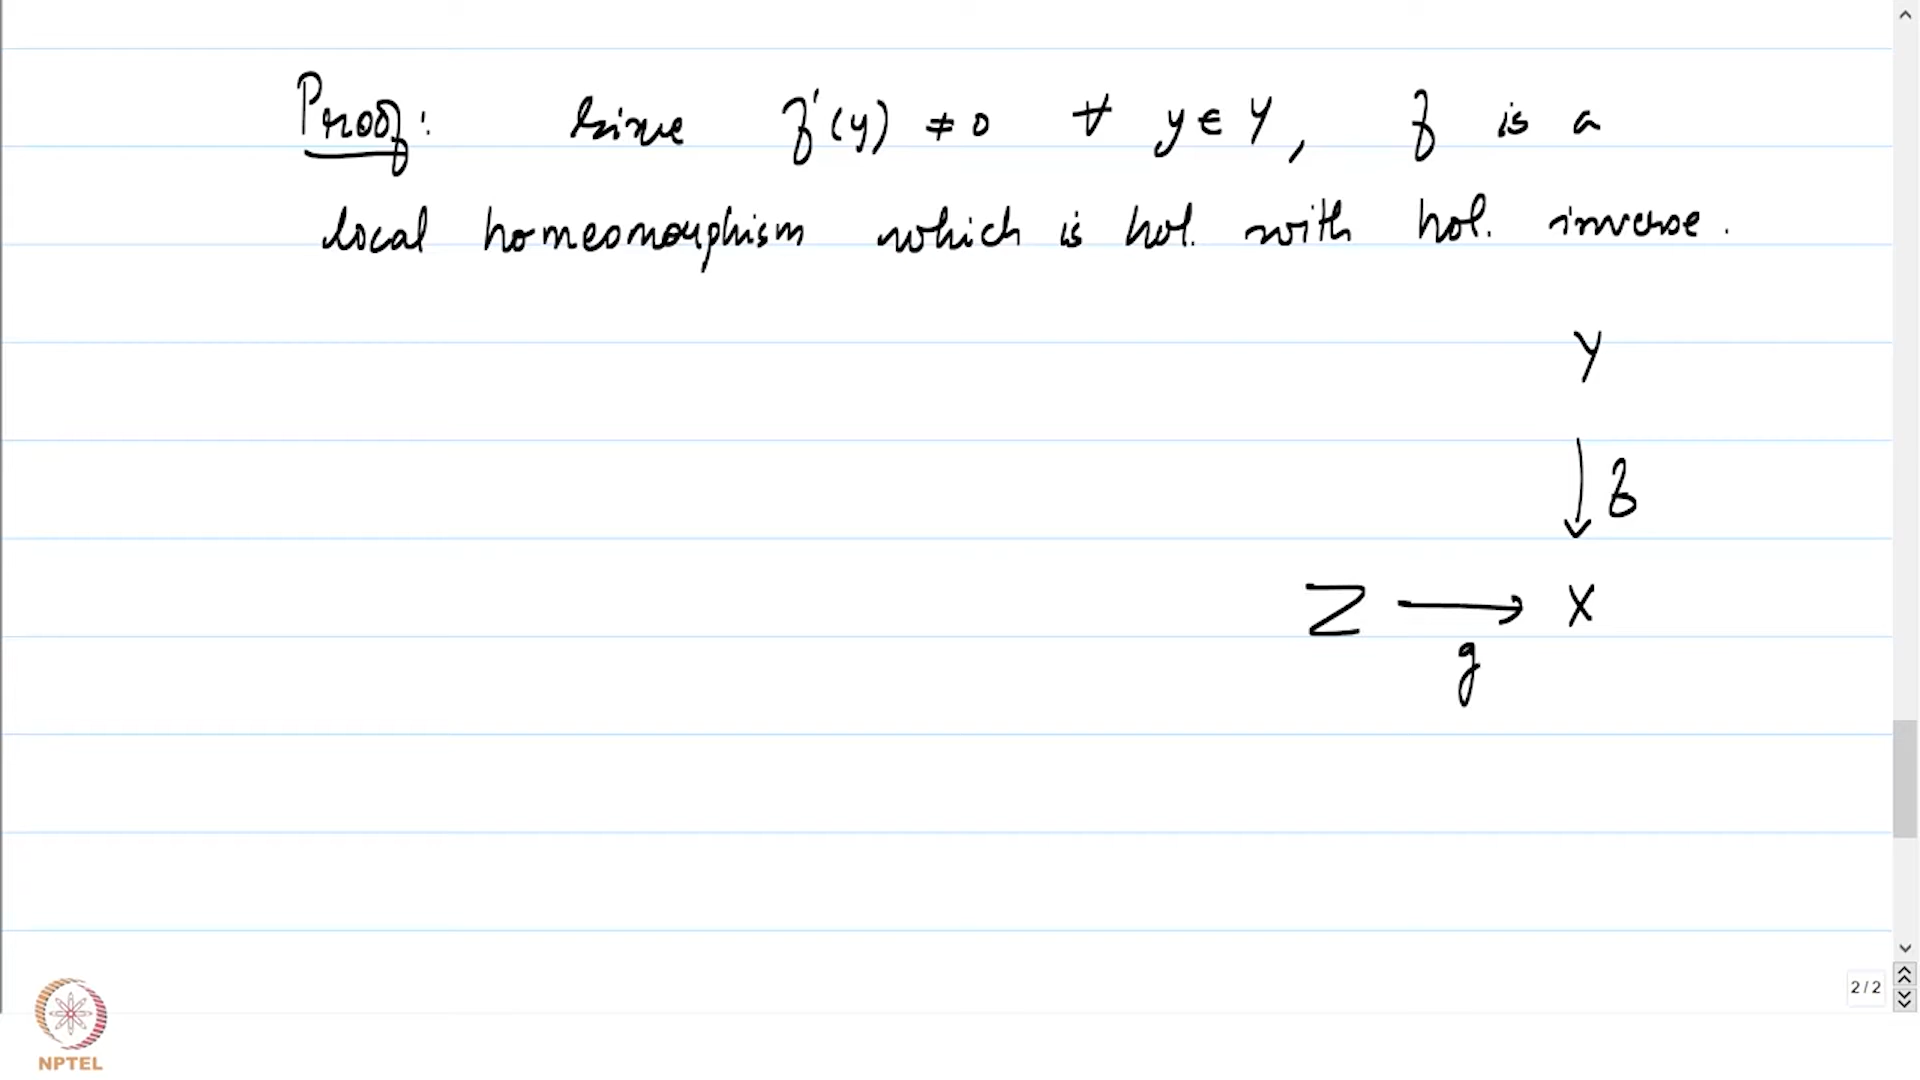 Proof: Since f'(y) ≠ 0 ∀ y ∈ Y, f is a
local homeomorphism which is hol. with hol. inverse.
Y
↓ f
Z → X
g
2 / 2
NPTEL